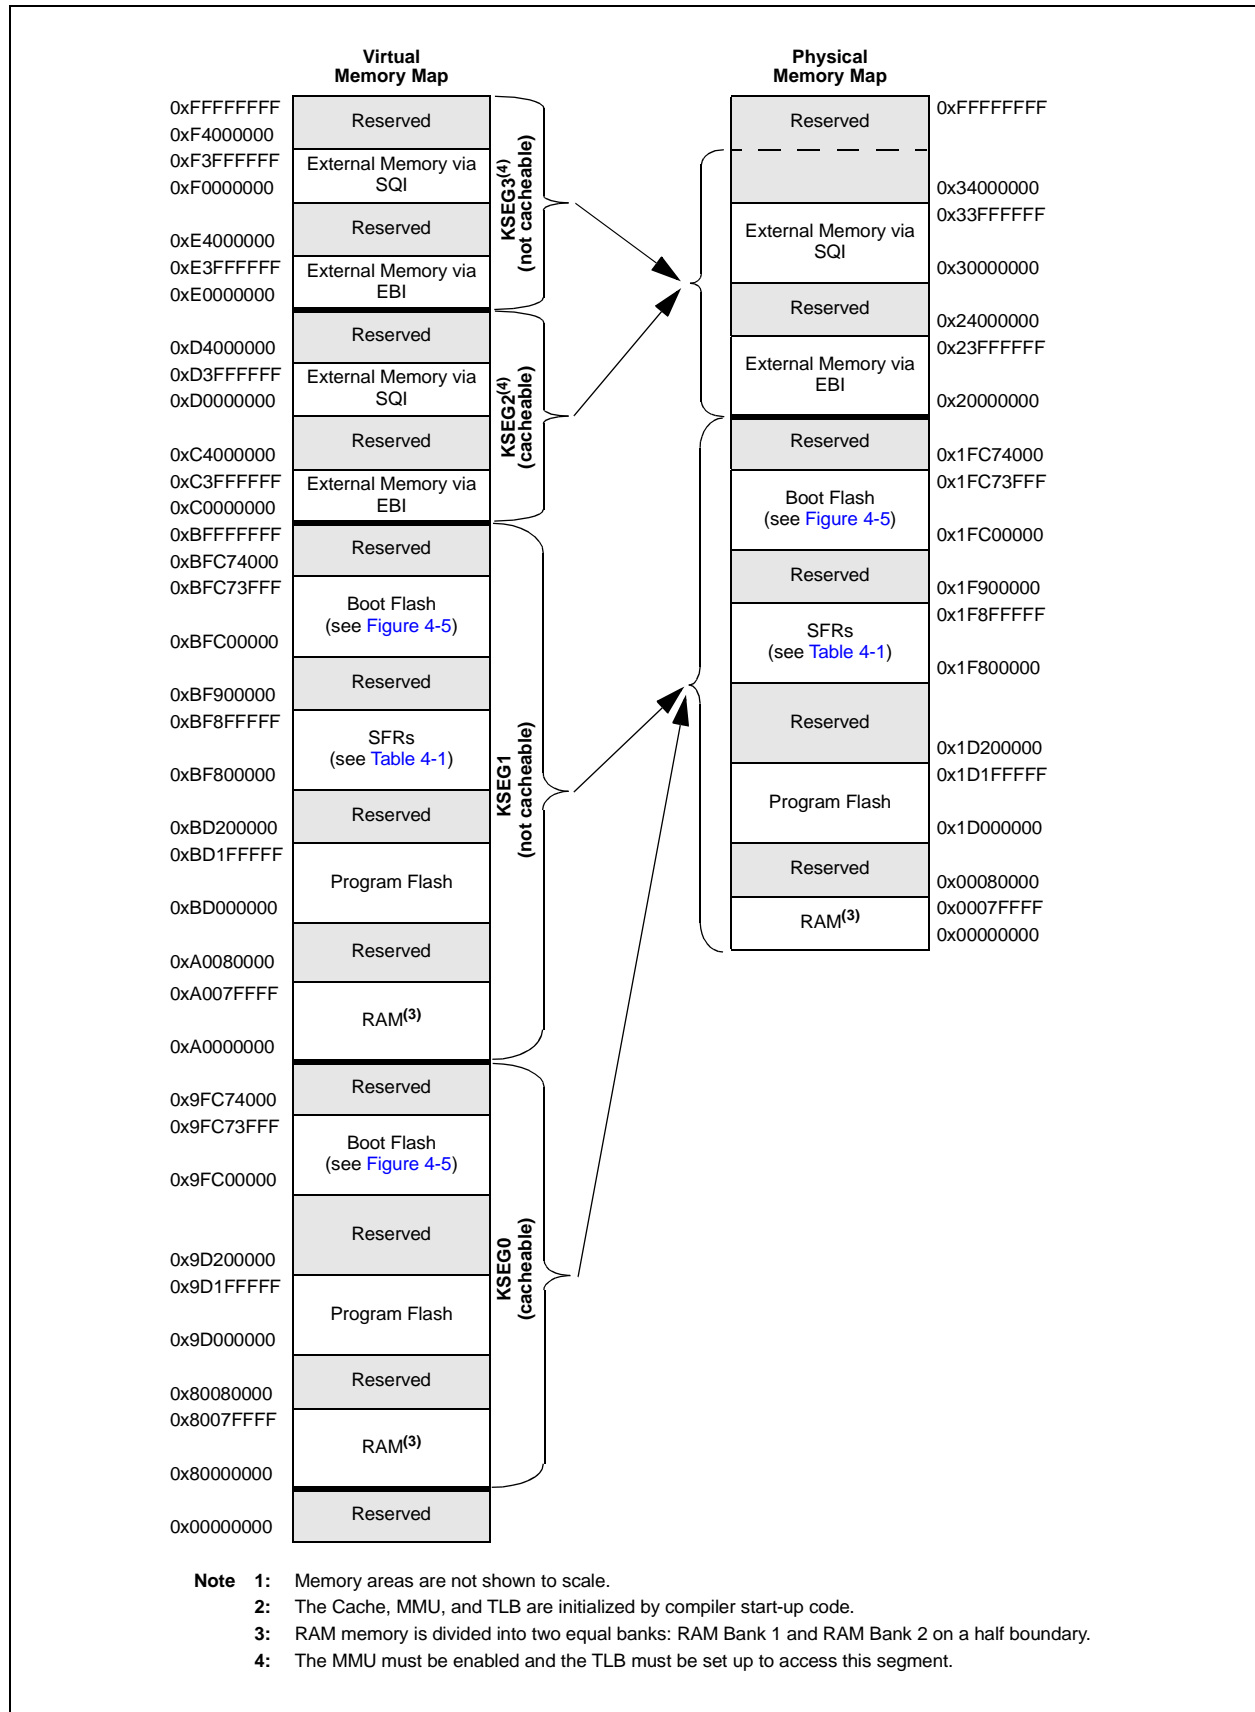 Virtual
Memory Map
0xFFFFFFFF
Reserved
0xF4000000
0xF3FFFFFF
External Memory via
SQI
0xF0000000
Reserved
0xE4000000
0xE3FFFFFF
External Memory via
EBI
0xE0000000
KSEG3(4)
(not cacheable)
Reserved
0xD4000000
0xD3FFFFFF
External Memory via
SQI
0xD0000000
Reserved
0xC4000000
0xC3FFFFFF
External Memory via
EBI
0xC0000000
KSEG2(4)
(cacheable)
0xBFFFFFFF
Reserved
0xBFC74000
0xBFC73FFF
Boot Flash
(see Figure 4-5)
0xBFC00000
Reserved
0xBF900000
0xBF8FFFFF
SFRs
(see Table 4-1)
0xBF800000
Reserved
0xBD200000
0xBD1FFFFF
Program Flash
0xBD000000
Reserved
0xA0080000
0xA007FFFF
RAM(3)
0xA0000000
KSEG1
(not cacheable)
Reserved
0x9FC74000
0x9FC73FFF
Boot Flash
(see Figure 4-5)
0x9FC00000
Reserved
0x9D200000
0x9D1FFFFF
Program Flash
0x9D000000
Reserved
0x80080000
0x8007FFFF
RAM(3)
0x80000000
KSEG0
(cacheable)
Reserved
0x00000000
Physical
Memory Map
0xFFFFFFFF
Reserved
0x34000000
0x33FFFFFF
External Memory via
SQI
0x30000000
Reserved
0x24000000
0x23FFFFFF
External Memory via
EBI
0x20000000
Reserved
0x1FC74000
0x1FC73FFF
Boot Flash
(see Figure 4-5)
0x1FC00000
Reserved
0x1F900000
0x1F8FFFFF
SFRs
(see Table 4-1)
0x1F800000
Reserved
0x1D200000
0x1D1FFFFF
Program Flash
0x1D000000
Reserved
0x00080000
0x0007FFFF
RAM(3)
0x00000000
Note 1: Memory areas are not shown to scale.
2: The Cache, MMU, and TLB are initialized by compiler start-up code.
3: RAM memory is divided into two equal banks: RAM Bank 1 and RAM Bank 2 on a half boundary.
4: The MMU must be enabled and the TLB must be set up to access this segment.